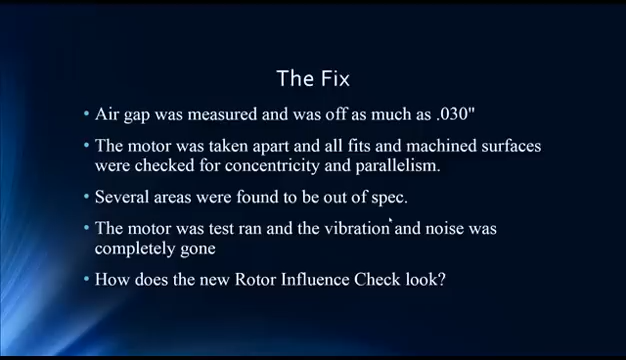 The Fix
• Air gap was measured and was off as much as .030"
• The motor was taken apart and all fits and machined surfaces
were checked for concentricity and parallelism.
• Several areas were found to be out of spec.
• The motor was test ran and the vibration and noise was
completely gone
• How does the new Rotor Influence Check look?